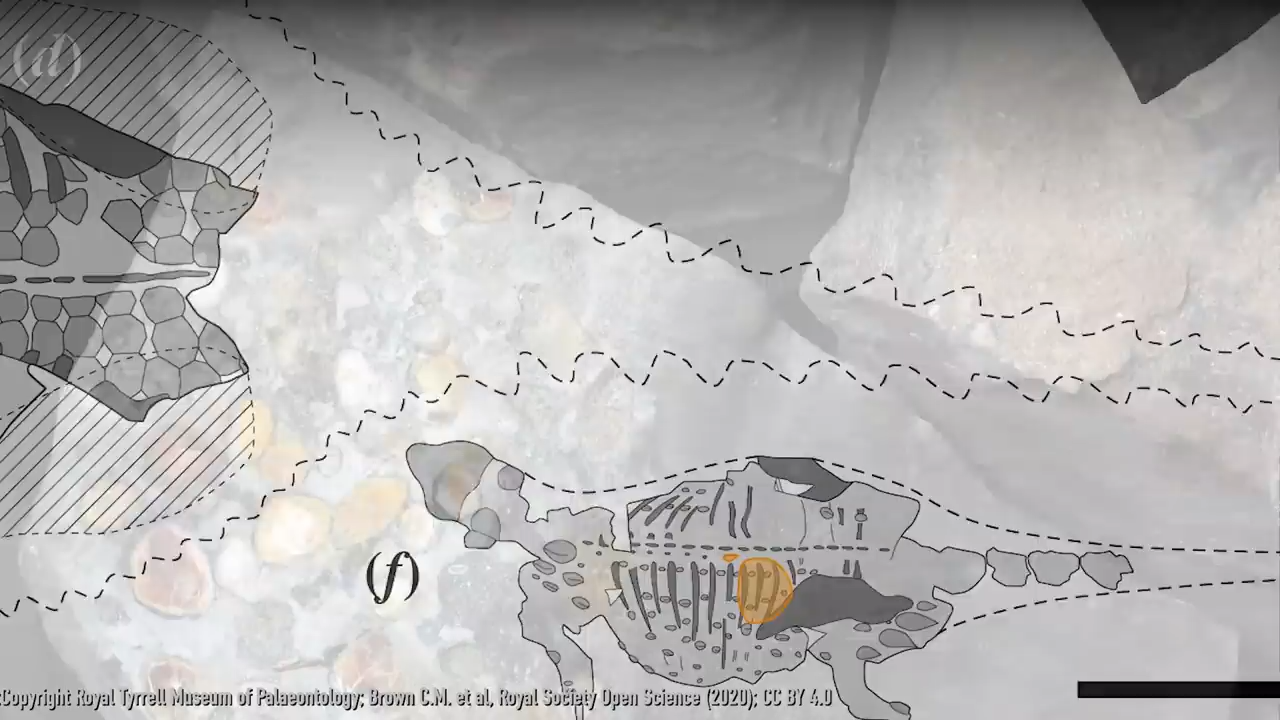 (d)
(f)
:Copyright Royal Tyrrell Museum of Palaeontology; Brown C.M. et al, Royal Society Open Science (2020); CC BY 4.0